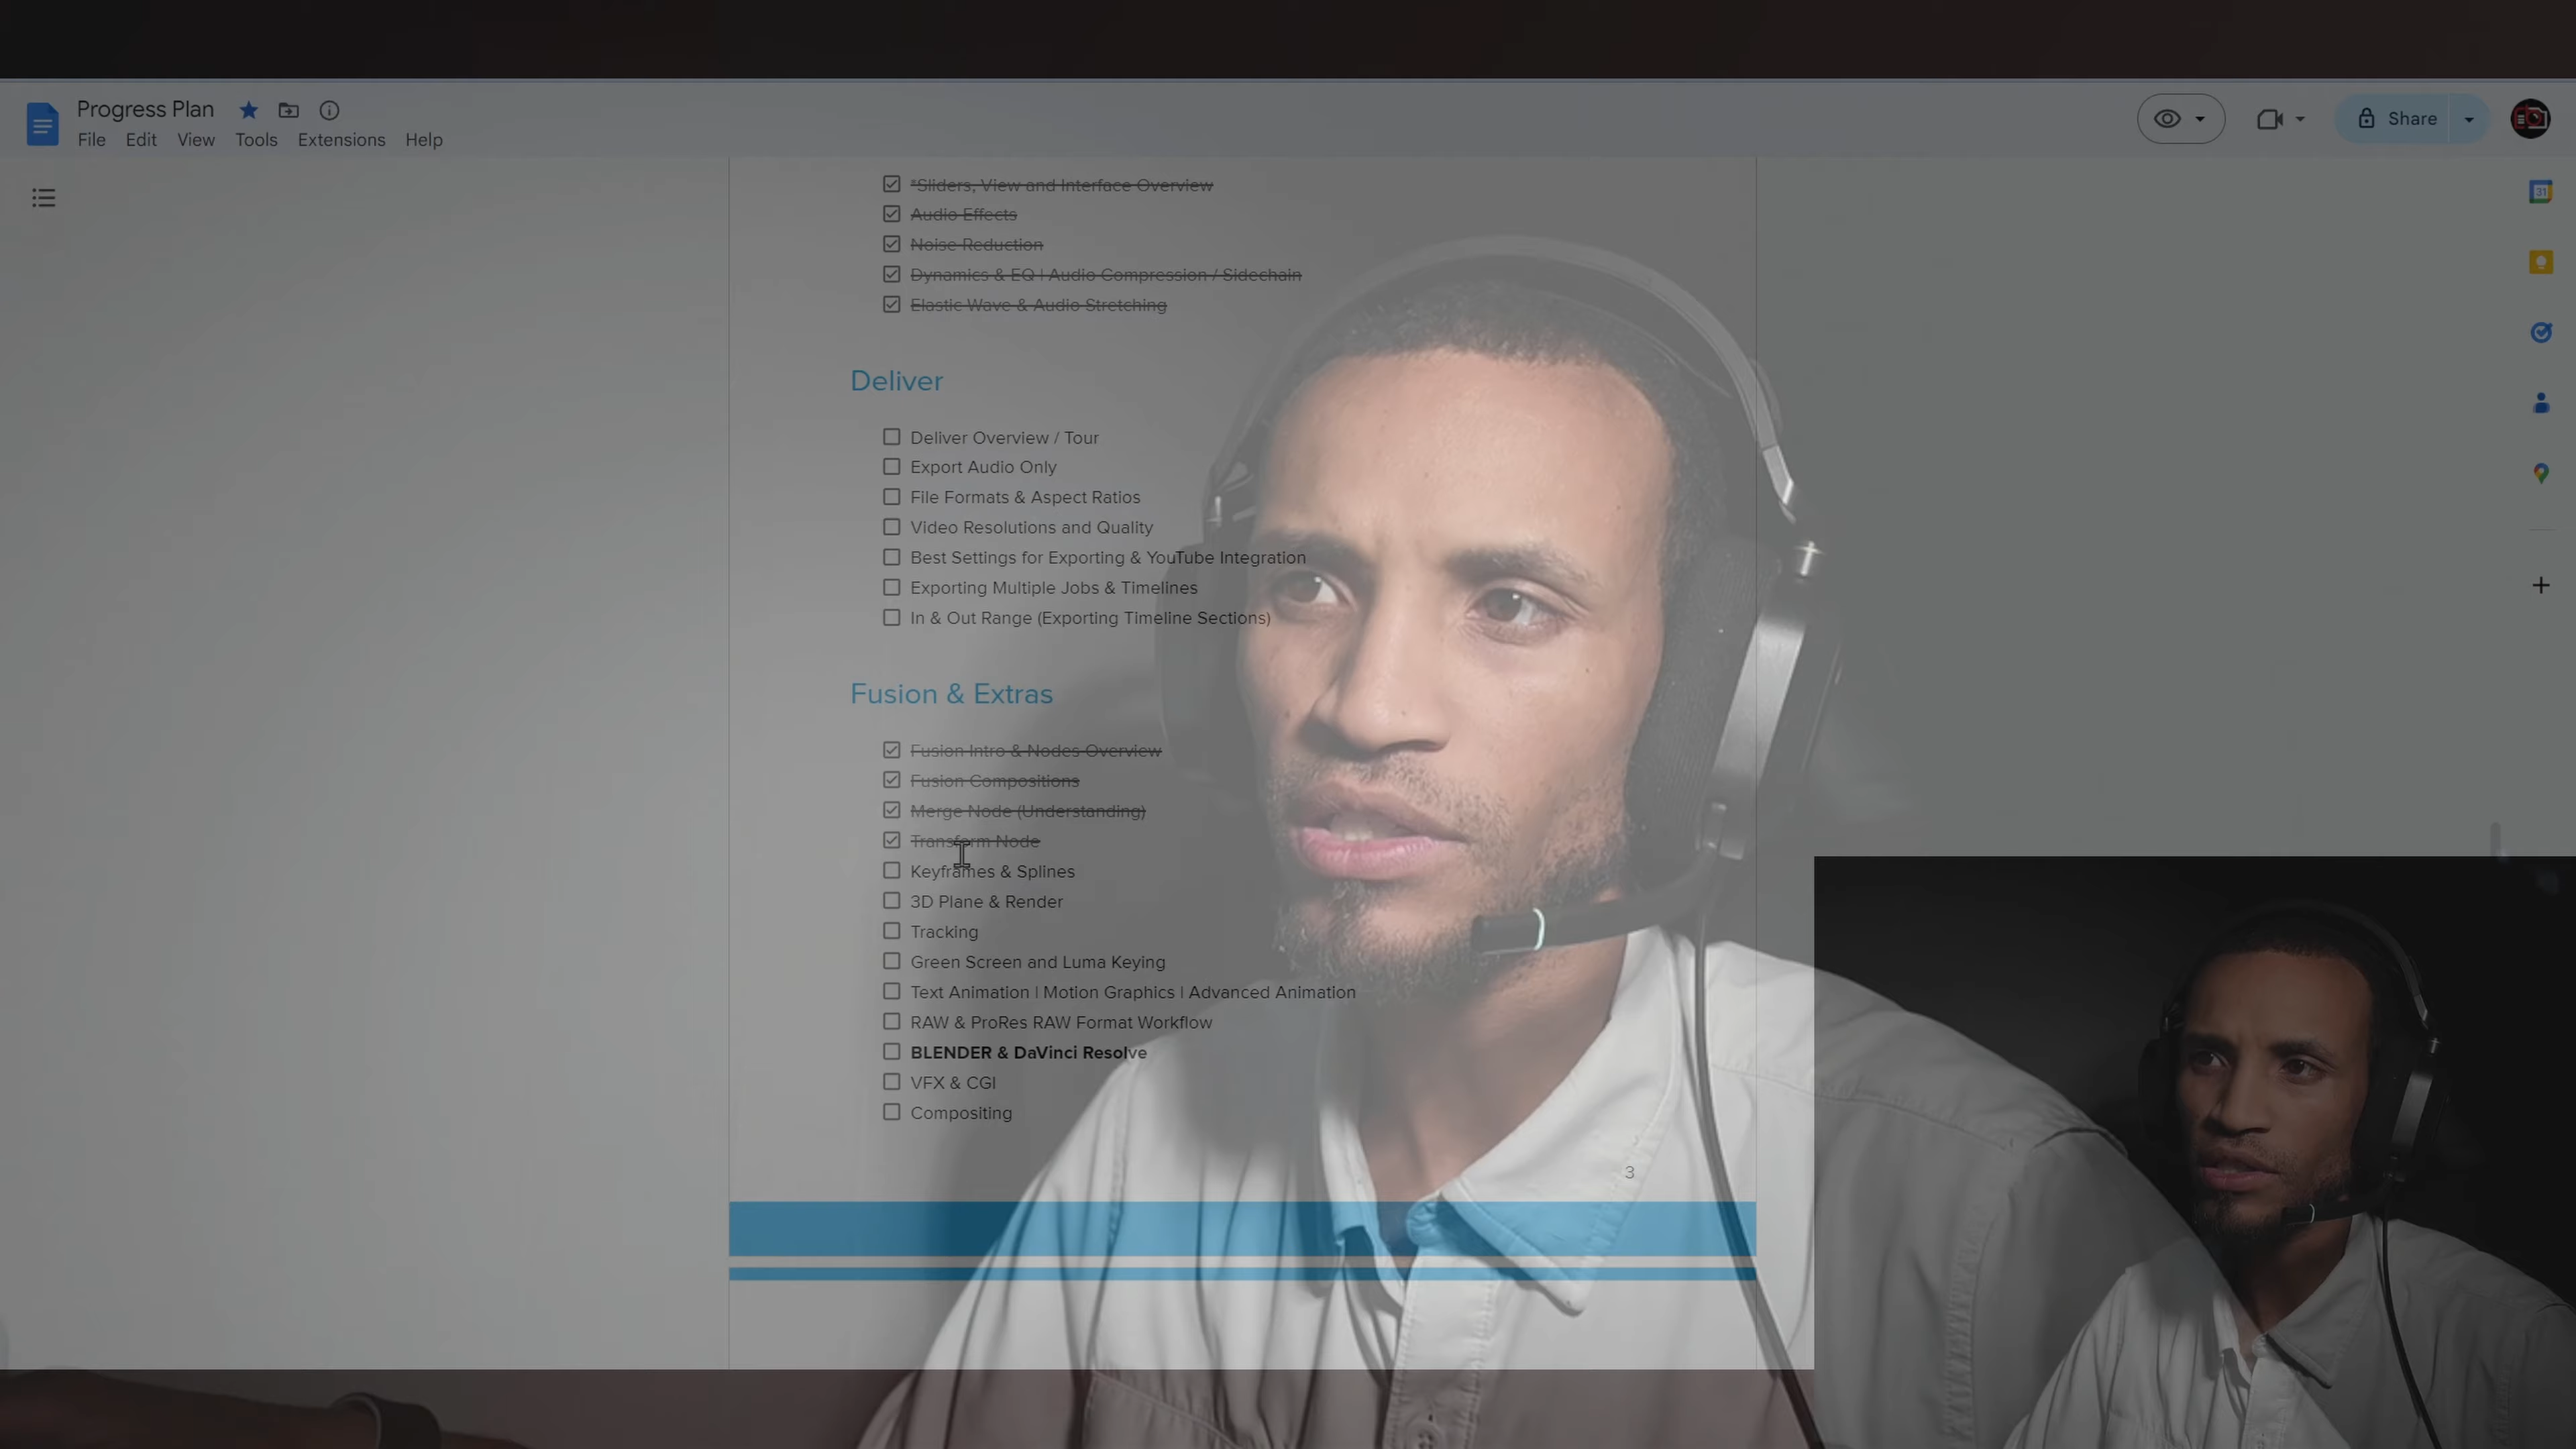 Progress Plan
File Edit View Tools Extensions Help
Share
31
*Sliders, View and Interface Overview
Audio Effects
Noise Reduction
Dynamics & EQ | Audio Compression / Sidechain
Elastic Wave & Audio Stretching
Deliver
Deliver Overview / Tour
Export Audio Only
File Formats & Aspect Ratios
Video Resolutions and Quality
Best Settings for Exporting & YouTube Integration
Exporting Multiple Jobs & Timelines
In & Out Range (Exporting Timeline Sections)
Fusion & Extras
Fusion Intro & Nodes Overview
Fusion Compositions
Merge Node (Understanding)
Transform Node
Keyframes & Splines
3D Plane & Render
Tracking
Green Screen and Luma Keying
Text Animation | Motion Graphics | Advanced Animation
RAW & ProRes RAW Format Workflow
BLENDER & DaVinci Resolve
VFX & CGI
Compositing
3